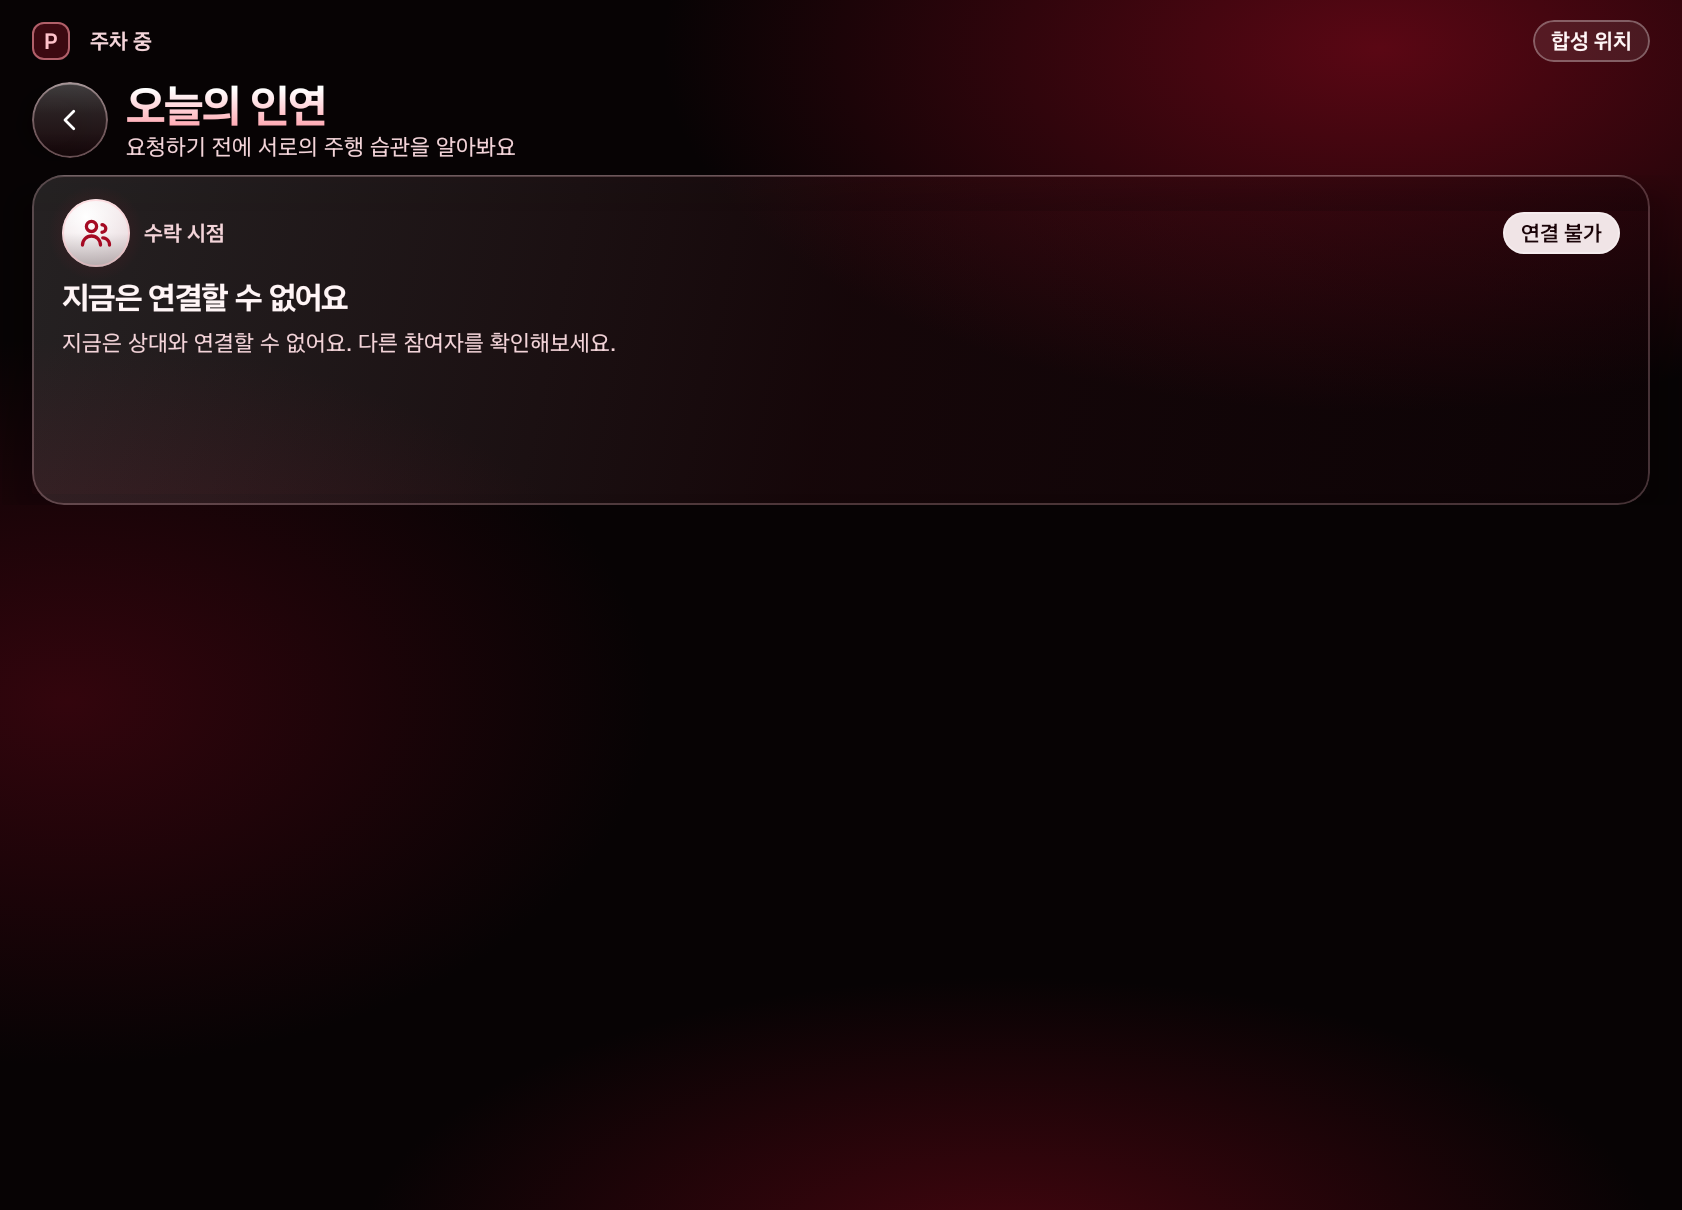 P 주차 중
합성 위치
오늘의 인연
요청하기 전에 서로의 주행 습관을 알아봐요
수락 시점
연결 불가
지금은 연결할 수 없어요
지금은 상대와 연결할 수 없어요. 다른 참여자를 확인해보세요.